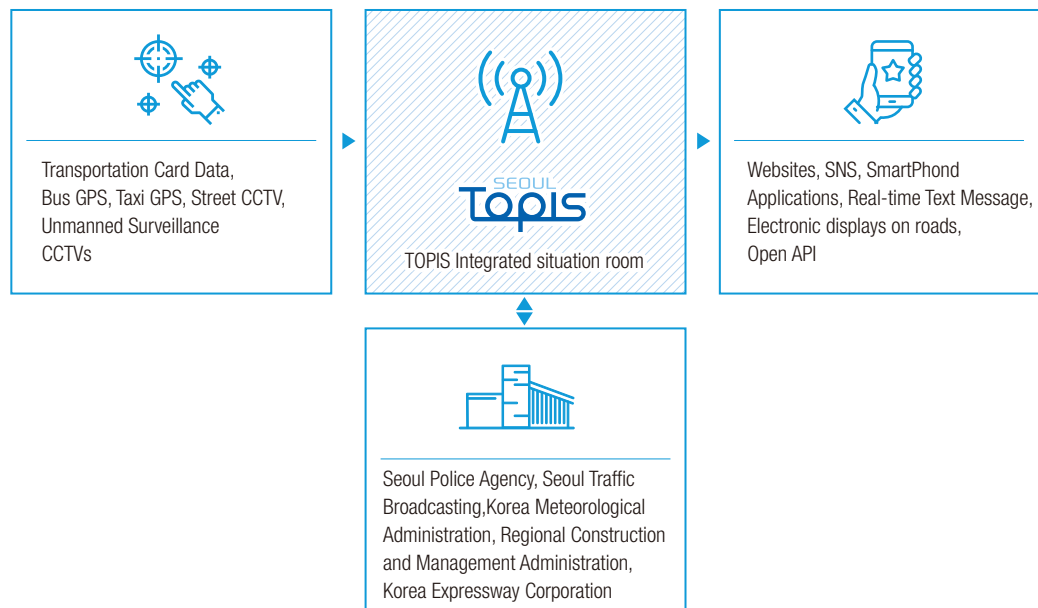 Transportation Card Data,
Bus GPS, Taxi GPS, Street CCTV,
Unmanned Surveillance
CCTVs
SEOUL
TOPIS
TOPIS Integrated situation room
Websites, SNS, SmartPhond
Applications, Real-time Text Message,
Electronic displays on roads,
Open API
Seoul Police Agency, Seoul Traffic
Broadcasting,Korea Meteorological
Administration, Regional Construction
and Management Administration,
Korea Expressway Corporation